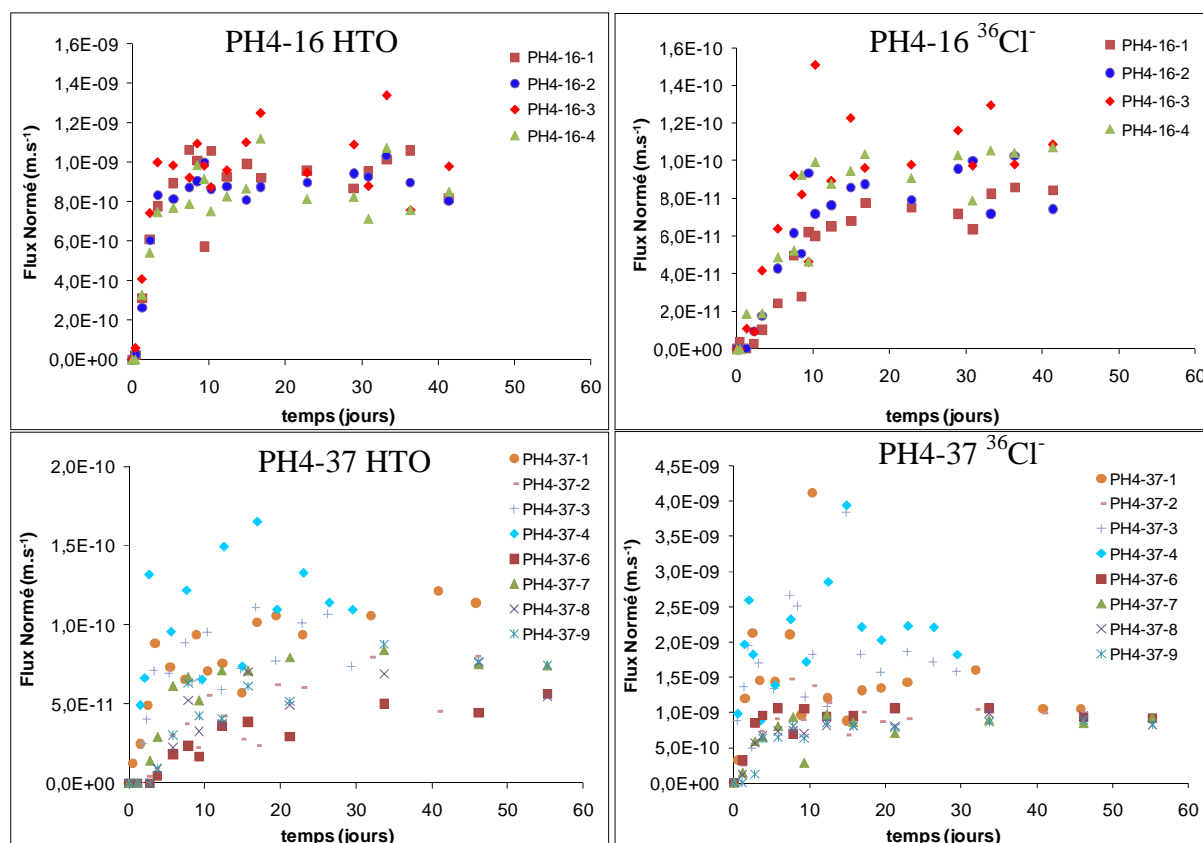 PH4-16 HTO
Flux Normé (m.s⁻¹)
1,6E-09
1,4E-09
1,2E-09
1,0E-09
8,0E-10
6,0E-10
4,0E-10
2,0E-10
0,0E+00
0 10 20 30 40 50 60
temps (jours)
PH4-16-1
PH4-16-2
PH4-16-3
PH4-16-4
PH4-16 ³⁶Cl⁻
Flux Normé (m.s⁻¹)
1,6E-10
1,4E-10
1,2E-10
1,0E-10
8,0E-11
6,0E-11
4,0E-11
2,0E-11
0,0E+00
0 10 20 30 40 50 60
temps (jours)
PH4-16-1
PH4-16-2
PH4-16-3
PH4-16-4
PH4-37 HTO
Flux Normé (m.s⁻¹)
2,0E-10
1,5E-10
1,0E-10
5,0E-11
0,0E+00
0 10 20 30 40 50 60
temps (jours)
PH4-37-1
PH4-37-2
PH4-37-3
PH4-37-4
PH4-37-6
PH4-37-7
PH4-37-8
PH4-37-9
PH4-37 ³⁶Cl⁻
Flux Normé (m.s⁻¹)
4,5E-09
4,0E-09
3,5E-09
3,0E-09
2,5E-09
2,0E-09
1,5E-09
1,0E-09
5,0E-10
0,0E+00
0 10 20 30 40 50 60
temps (jours)
PH4-37-1
PH4-37-2
PH4-37-3
PH4-37-4
PH4-37-6
PH4-37-7
PH4-37-8
PH4-37-9